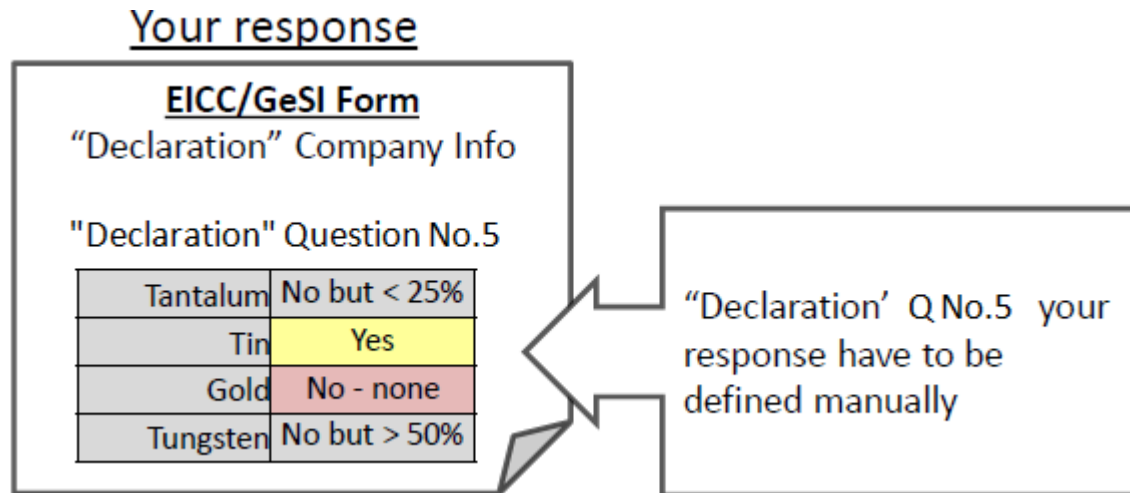 Your response
EICC/GeSI Form
“Declaration” Company Info
"Declaration" Question No.5
Tantalum No but < 25%
Tin Yes
Gold No - none
Tungsten No but > 50%
“Declaration’ Q No.5 your
response have to be
defined manually